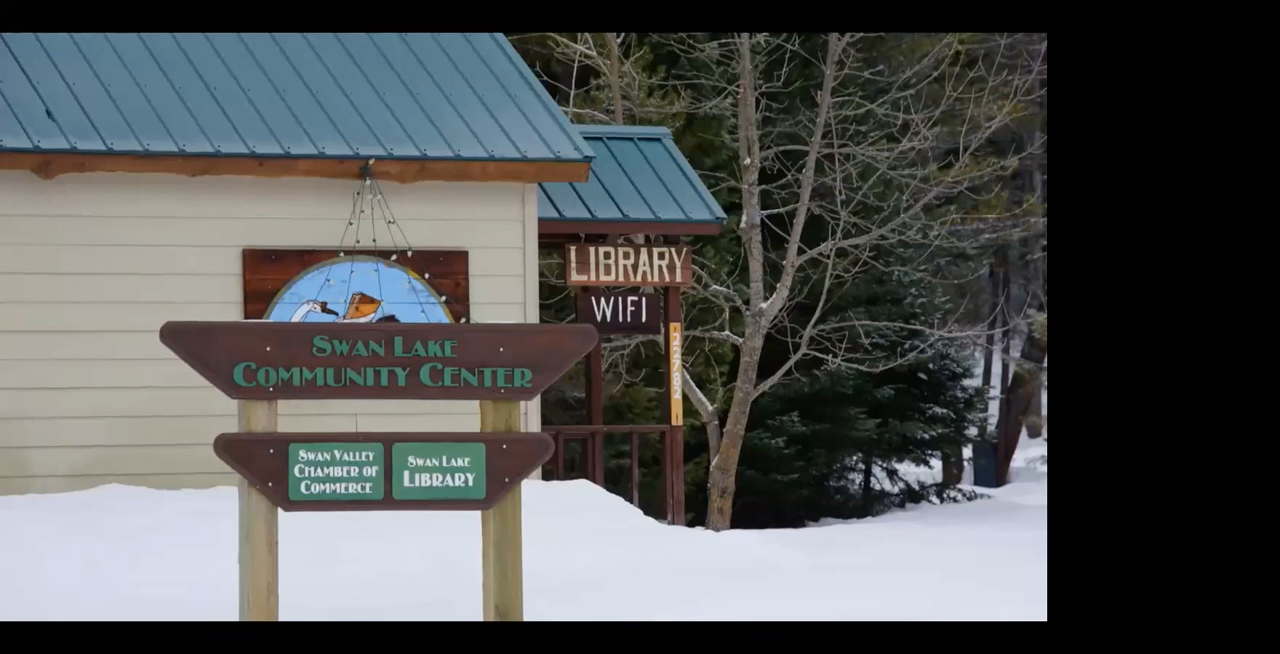 LIBRARY
WIFI
SWAN LAKE
COMMUNITY CENTER
SWAN VALLEY
CHAMBER OF
COMMERCE
SWAN LAKE
LIBRARY